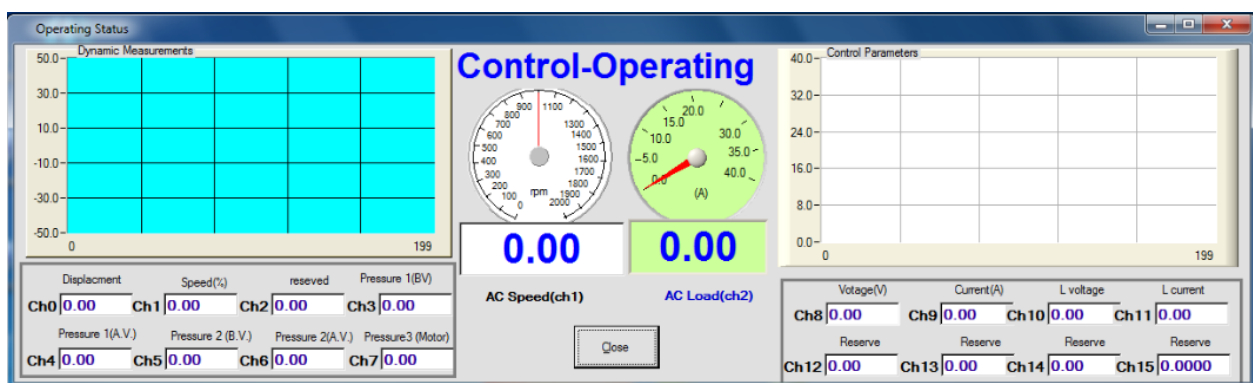 Operating Status
Dynamic Measurements
50.0
30.0
10.0
-10.0
-30.0
-50.0
0 199
Displacment Speed(%) reseved Pressure 1(BV)
Ch0 0.00 Ch1 0.00 Ch2 0.00 Ch3 0.00
Pressure 1(A.V.) Pressure 2 (B.V.) Pressure 2(A.V.) Pressure3 (Motor)
Ch4 0.00 Ch5 0.00 Ch6 0.00 Ch7 0.00
Control-Operating
0 100 200 300 400 500 600 700 800 900 1100 1300 1400 1500 1600 1700 1800 1900 2000
rpm
0.00
AC Speed(ch1)
0.0 5.0 10.0 15.0 20.0 30.0 35.0 40.0
(A)
0.00
AC Load(ch2)
Close
Control Parameters
40.0
32.0
24.0
16.0
8.0
0.0
0 199
Votage(V) Current(A) L voltage L current
Ch8 0.00 Ch9 0.00 Ch10 0.00 Ch11 0.00
Reserve Reserve Reserve Reserve
Ch12 0.00 Ch13 0.00 Ch14 0.00 Ch15 0.0000